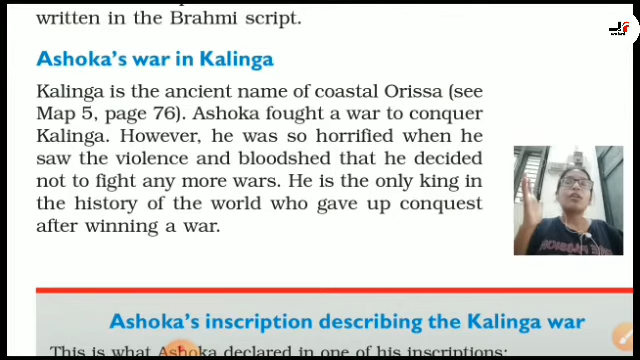 written in the Brahmi script.
Ashoka's war in Kalinga
Kalinga is the ancient name of coastal Orissa (see
Map 5, page 76). Ashoka fought a war to conquer
Kalinga. However, he was so horrified when he
saw the violence and bloodshed that he decided
not to fight any more wars. He is the only king in
the history of the world who gave up conquest
after winning a war.
Ashoka's inscription describing the Kalinga war
This is what Ashoka declared in one of his inscriptions: